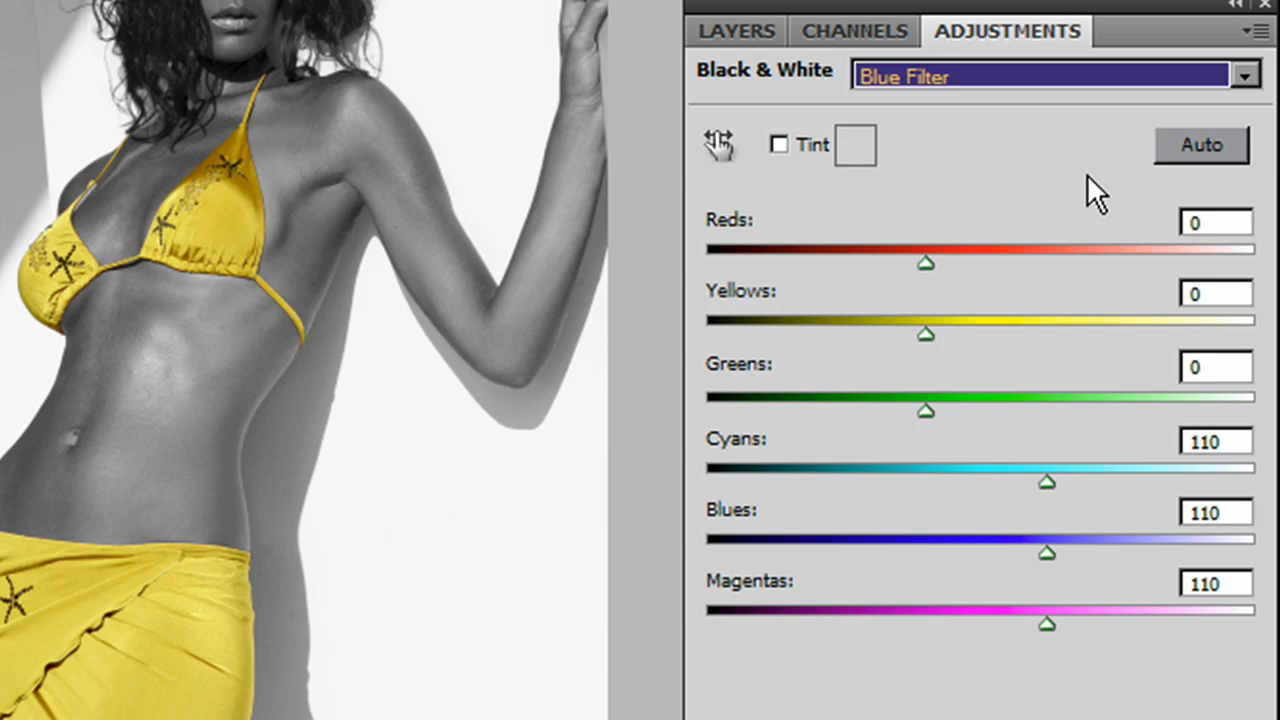 LAYERS CHANNELS ADJUSTMENTS
Black & White Blue Filter
Tint Auto
Reds: 0
Yellows: 0
Greens: 0
Cyans: 110
Blues: 110
Magentas: 110